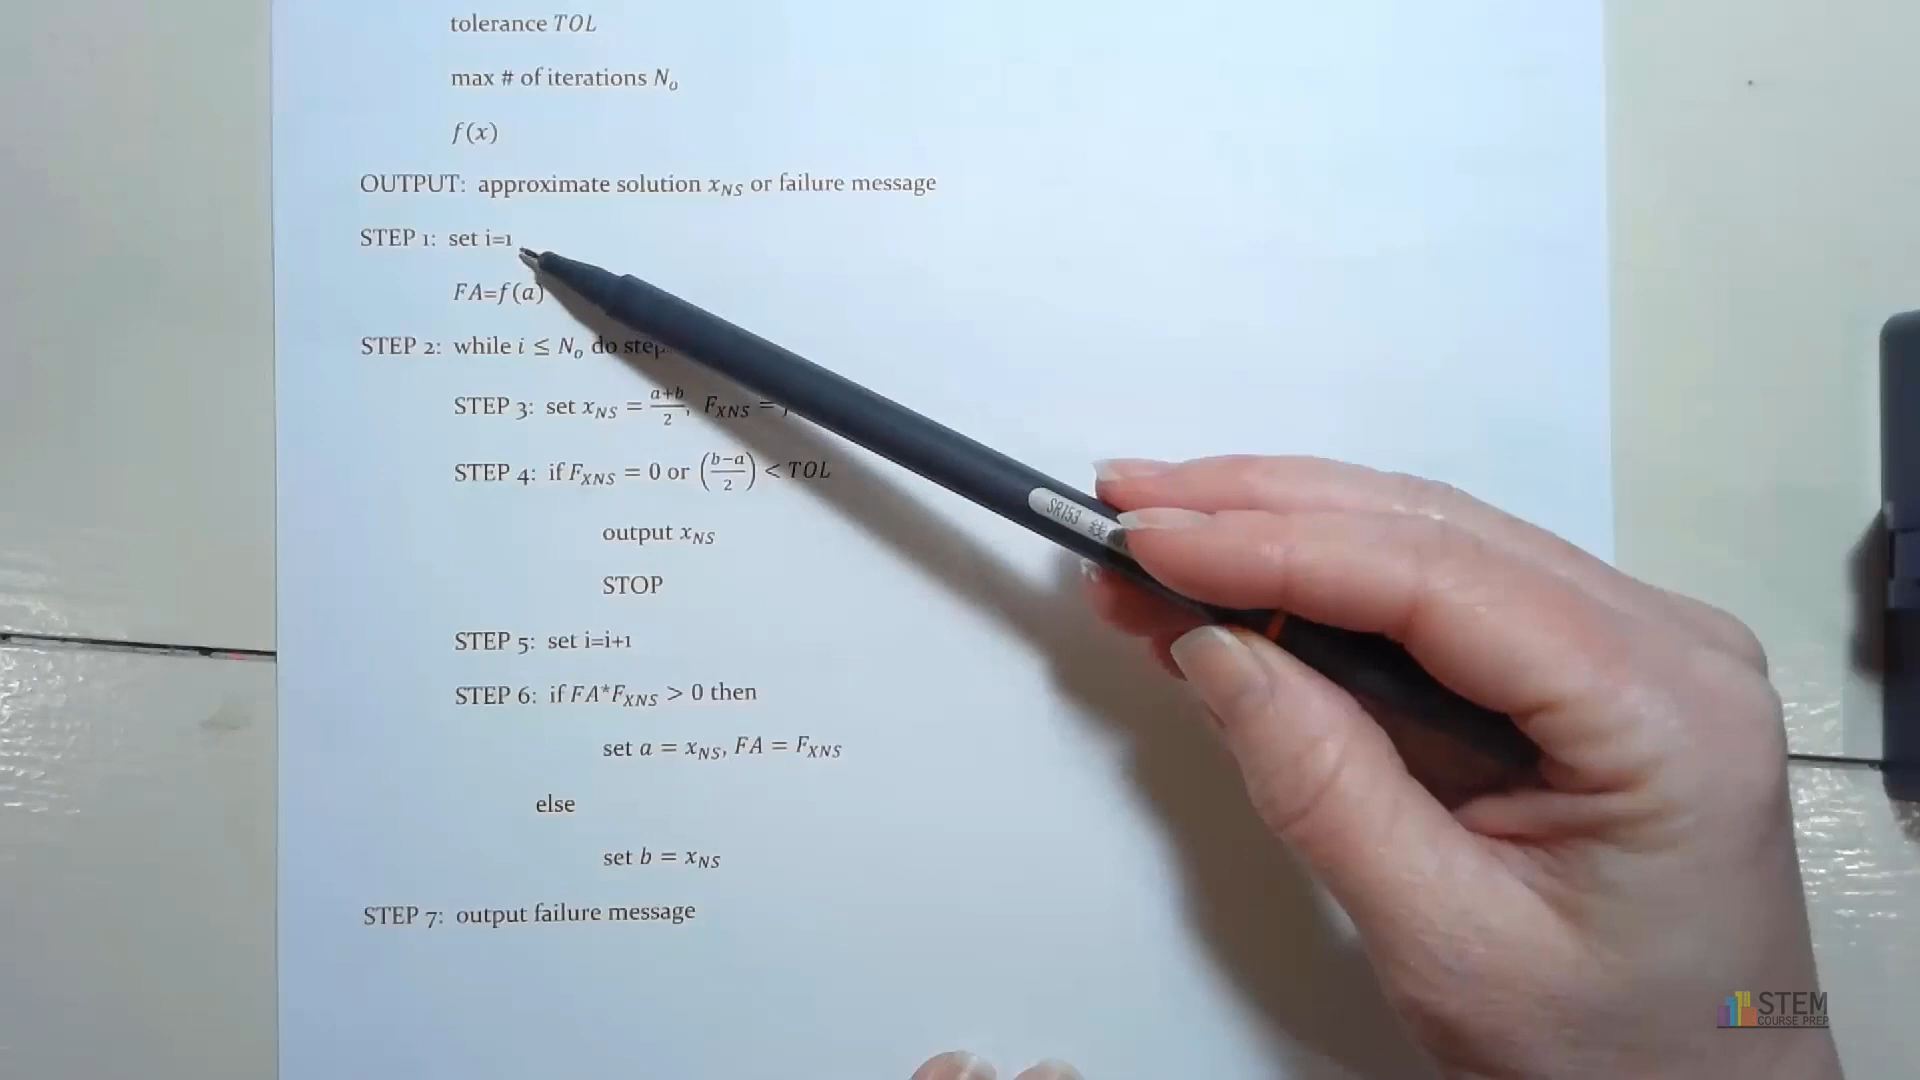 tolerance TOL
max # of iterations Nₒ
f(x)
OUTPUT: approximate solution x_NS or failure message
STEP 1: set i=1
FA=f(a)
STEP 2: while i ≤ Nₒ do
STEP 3: set x_NS = (a+b)/2, F_XNS =
STEP 4: if F_XNS = 0 or ((b−a)/2) < TOL
output x_NS
STOP
STEP 5: set i=i+1
STEP 6: if FA*F_XNS > 0 then
set a = x_NS, FA = F_XNS
else
set b = x_NS
STEP 7: output failure message
SR153
STEM
COURSE PREP